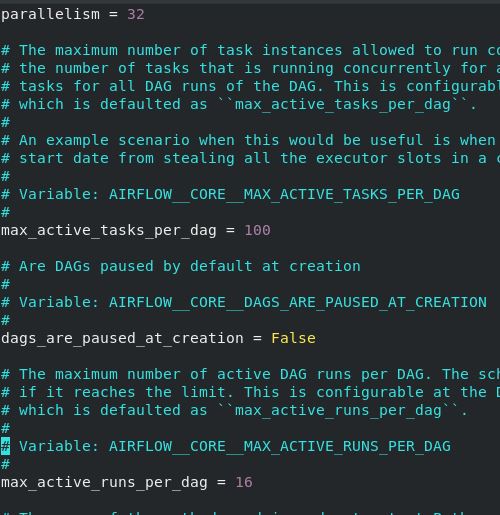 parallelism = 32
# The maximum number of task instances allowed to run co
# the number of tasks that is running concurrently for a
# tasks for all DAG runs of the DAG. This is configurabl
# which is defaulted as ``max_active_tasks_per_dag``.
#
# An example scenario when this would be useful is when
# start date from stealing all the executor slots in a c
#
# Variable: AIRFLOW__CORE__MAX_ACTIVE_TASKS_PER_DAG
#
max_active_tasks_per_dag = 100
# Are DAGs paused by default at creation
#
# Variable: AIRFLOW__CORE__DAGS_ARE_PAUSED_AT_CREATION
#
dags_are_paused_at_creation = False
# The maximum number of active DAG runs per DAG. The sch
# if it reaches the limit. This is configurable at the D
# which is defaulted as ``max_active_runs_per_dag``.
#
# Variable: AIRFLOW__CORE__MAX_ACTIVE_RUNS_PER_DAG
#
max_active_runs_per_dag = 16